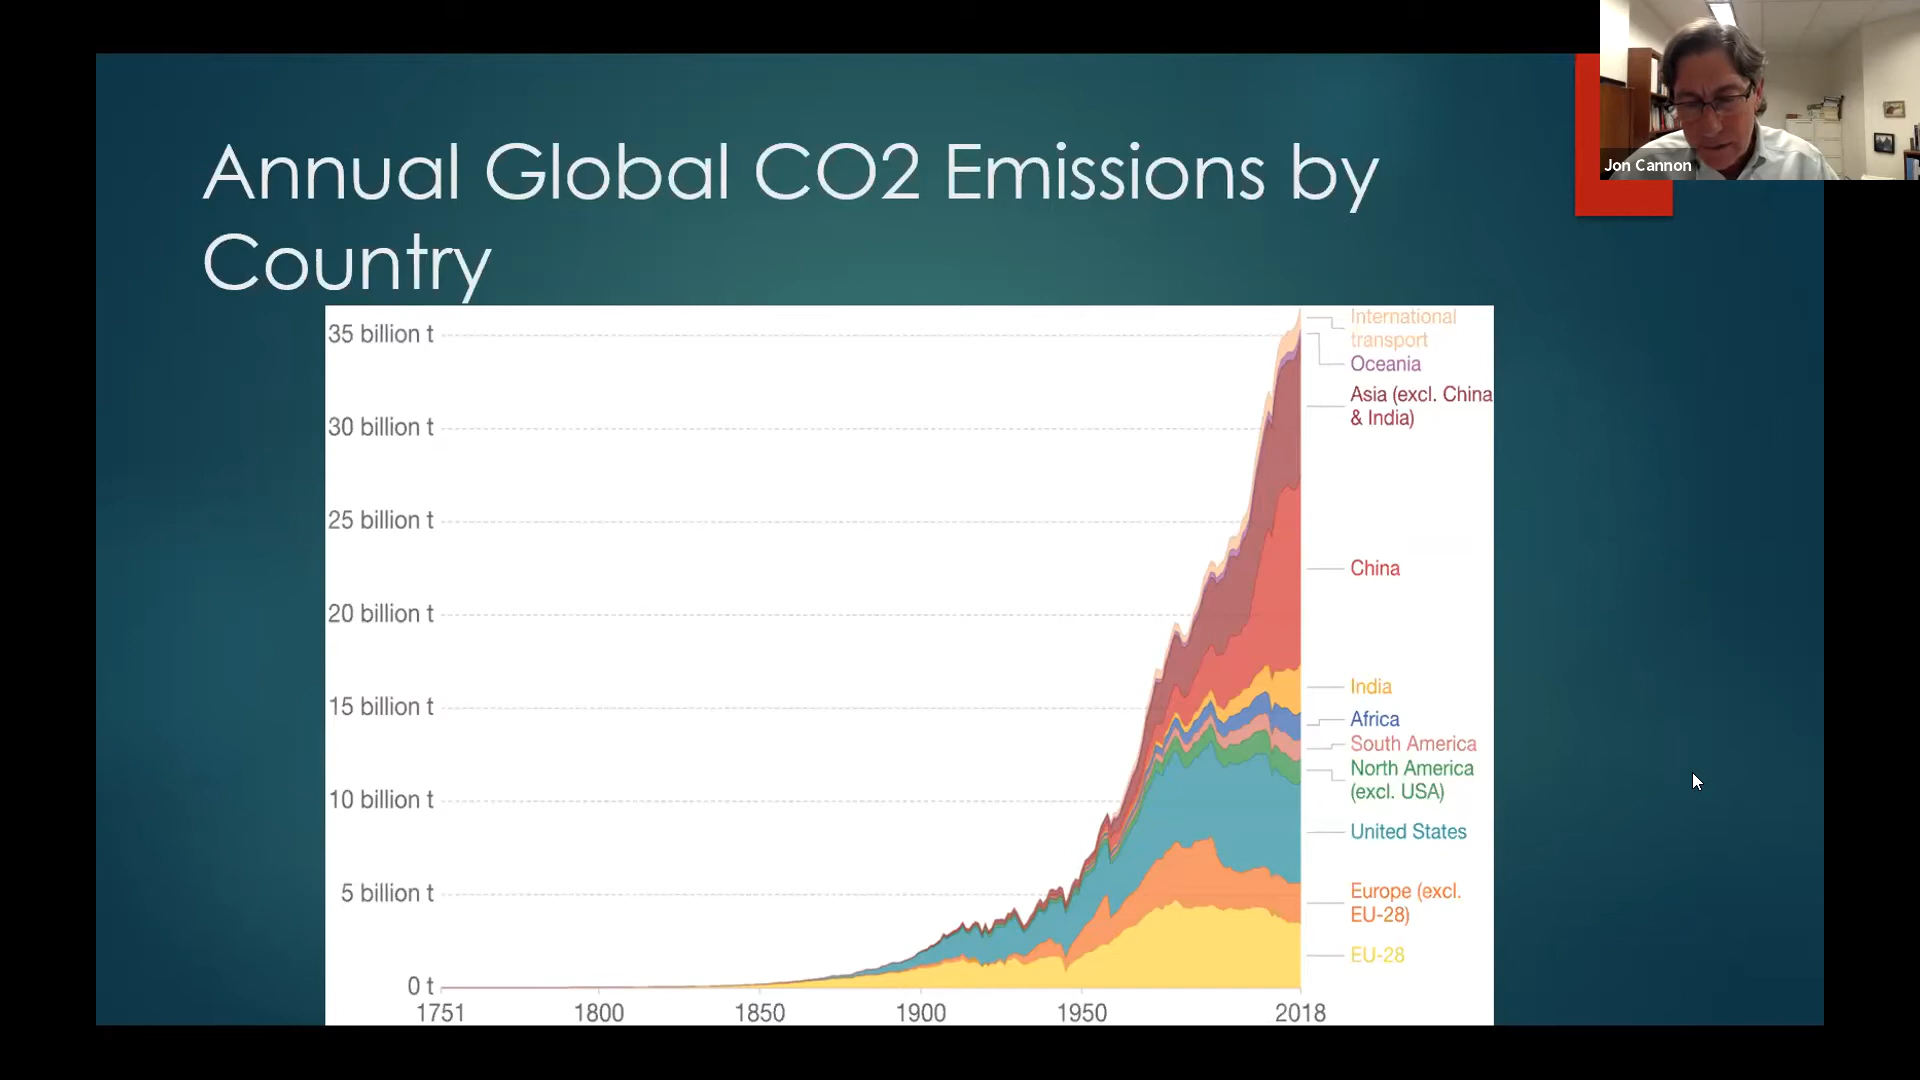 Jon Cannon
Annual Global CO2 Emissions by
Country
35 billion t
30 billion t
25 billion t
20 billion t
15 billion t
10 billion t
5 billion t
0 t
1751
1800
1850
1900
1950
2018
International
transport
Oceania
Asia (excl. China
& India)
China
India
Africa
South America
North America
(excl. USA)
United States
Europe (excl.
EU-28)
EU-28